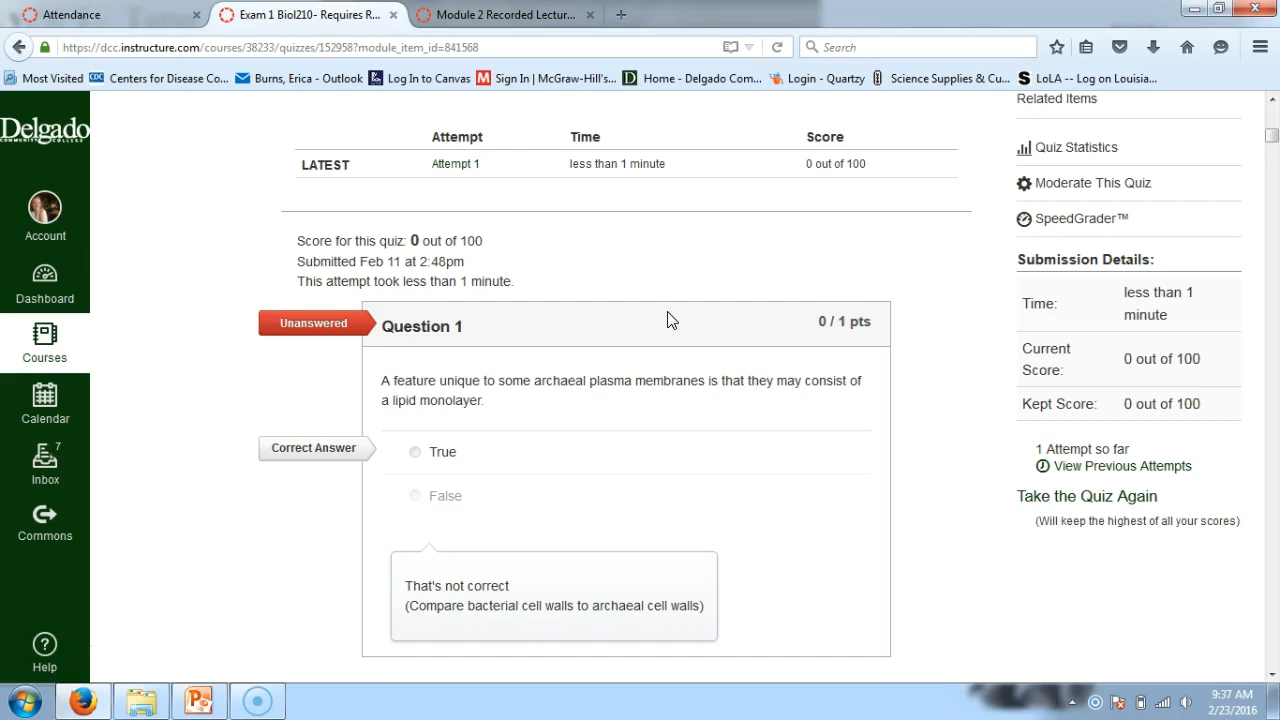 Attendance
Exam 1 Biol210- Requires R...
Module 2 Recorded Lectur...
https://dcc.instructure.com/courses/38233/quizzes/152958?module_item_id=841568
Search
Most Visited
CDC Centers for Disease Co...
Burns, Erica - Outlook
Log In to Canvas
M Sign In | McGraw-Hill's...
D Home - Delgado Com...
Login - Quartzy
Science Supplies & Cu...
S LoLA -- Log on Louisia...
Delgado
COMMUNITY COLLEGE
Account
Dashboard
Courses
Calendar
7
Inbox
Commons
Help
Attempt Time Score
LATEST Attempt 1 less than 1 minute 0 out of 100
Score for this quiz: 0 out of 100
Submitted Feb 11 at 2:48pm
This attempt took less than 1 minute.
Unanswered
Question 1
0 / 1 pts
A feature unique to some archaeal plasma membranes is that they may consist of
a lipid monolayer.
Correct Answer
True
False
That's not correct
(Compare bacterial cell walls to archaeal cell walls)
Related Items
Quiz Statistics
Moderate This Quiz
SpeedGrader™
Submission Details:
Time: less than 1
minute
Current
Score: 0 out of 100
Kept Score: 0 out of 100
1 Attempt so far
View Previous Attempts
Take the Quiz Again
(Will keep the highest of all your scores)
9:37 AM
2/23/2016